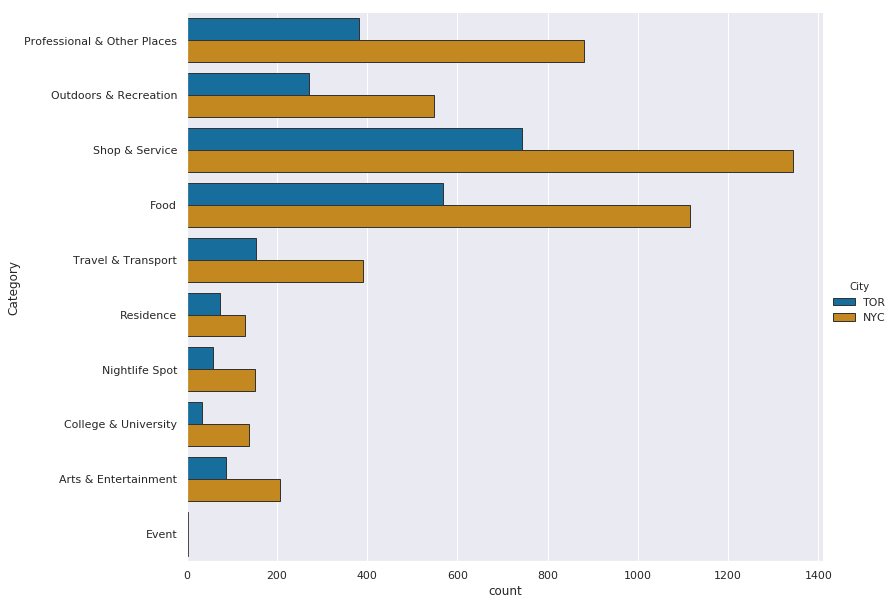 Professional & Other Places
Outdoors & Recreation
Shop & Service
Food
Travel & Transport
Residence
Nightlife Spot
College & University
Arts & Entertainment
Event
Category
0 200 400 600 800 1000 1200 1400
count
City
TOR
NYC